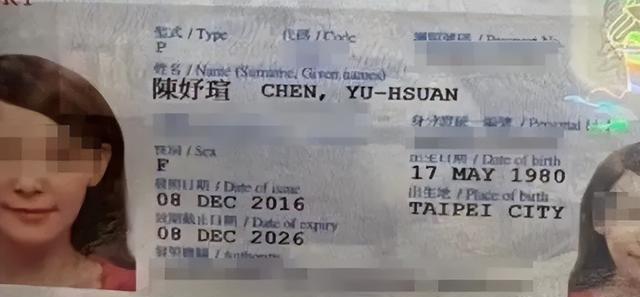 型式 / Type 代碼 / Code
P
姓名 / Name (Surname, Given names)
陳妤瑄 CHEN, YU-HSUAN
性別 / Sex
F
出生日期 / Date of birth
17 MAY 1980
發照日期 / Date of issue
08 DEC 2016
出生地 / Place of birth
TAIPEI CITY
效期截止日期 / Date of expiry
08 DEC 2026